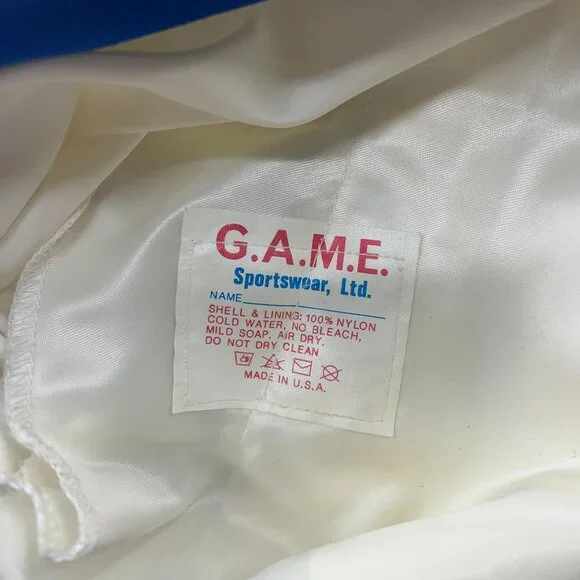 G.A.M.E.
Sportswear, Ltd.
NAME
SHELL & LINING: 100% NYLON
COLD WATER, NO BLEACH,
MILD SOAP, AIR DRY.
DO NOT DRY CLEAN
MADE IN U.S.A.